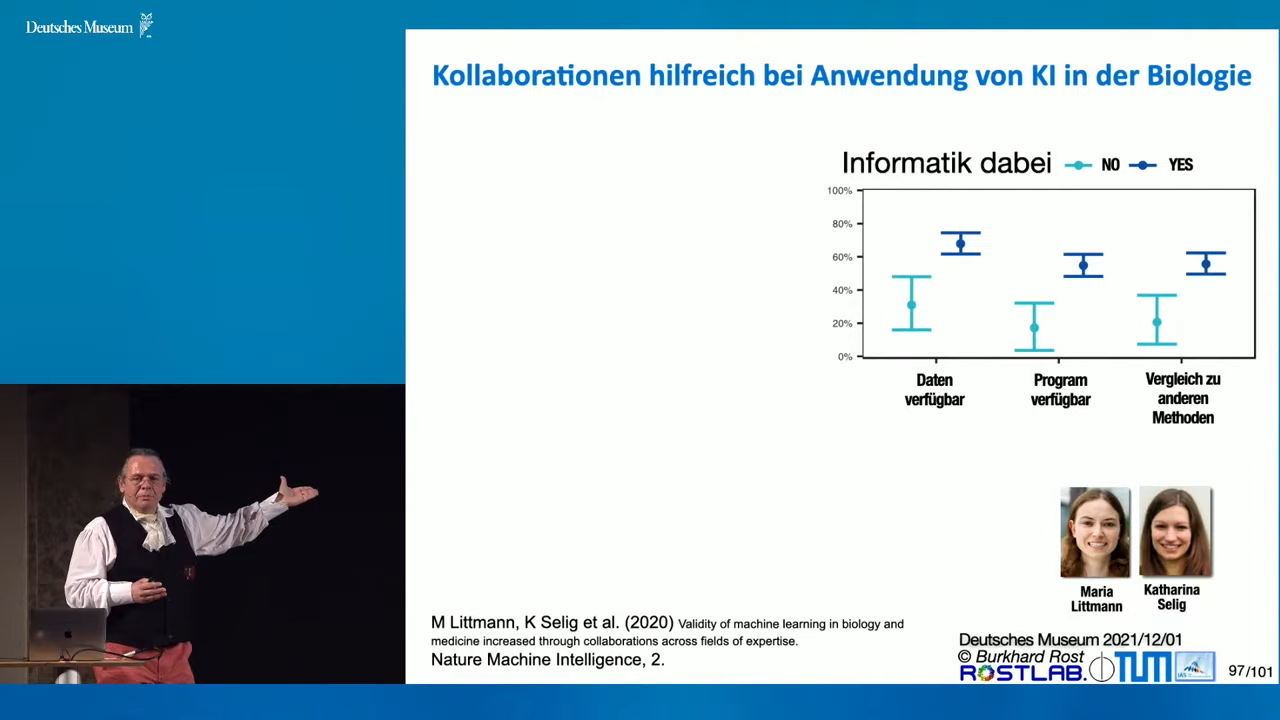 Deutsches Museum
Kollaborationen hilfreich bei Anwendung von KI in der Biologie
Informatik dabei NO YES
100%
80%
60%
40%
20%
0%
Daten
verfügbar
Program
verfügbar
Vergleich zu
anderen
Methoden
Maria
Littmann
Katharina
Selig
M Littmann, K Selig et al. (2020) Validity of machine learning in biology and
medicine increased through collaborations across fields of expertise.
Nature Machine Intelligence, 2.
Deutsches Museum 2021/12/01
© Burkhard Rost
ROSTLAB. TUM IAS
97/101